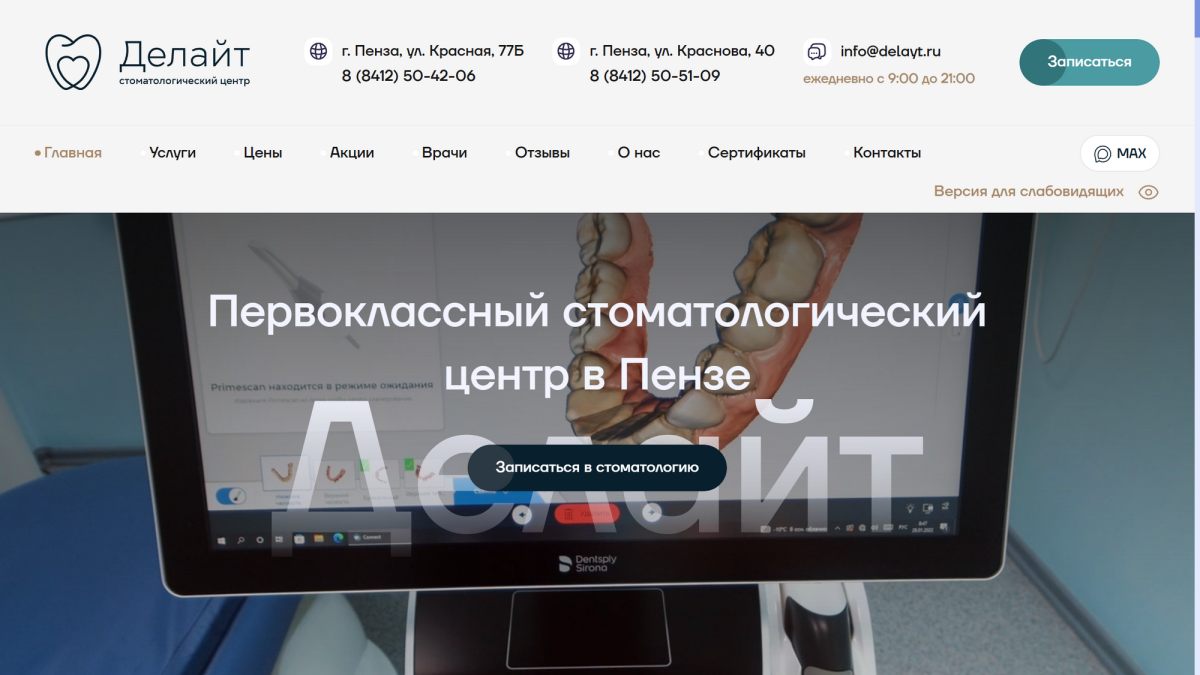 Делайт
стоматологический центр
г. Пенза, ул. Красная, 77Б
8 (8412) 50-42-06
г. Пенза, ул. Краснова, 40
8 (8412) 50-51-09
info@delayt.ru
ежедневно с 9:00 до 21:00
Записаться
Главная
Услуги
Цены
Акции
Врачи
Отзывы
О нас
Сертификаты
Контакты
MAX
Версия для слабовидящих
Первоклассный стоматологический
центр в Пензе
Primescan находится в режиме ожидания
Делайт
Записаться в стоматологию
Dentsply
Sirona